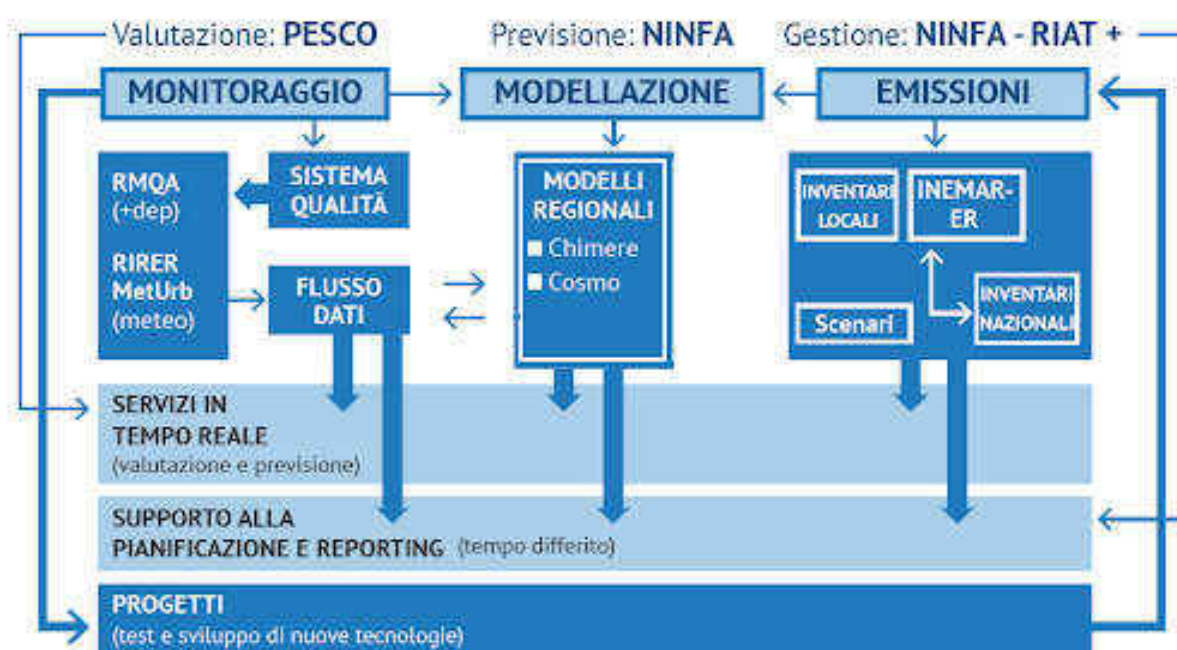 Valutazione: PESCO
Previsione: NINFA
Gestione: NINFA - RIAT +
MONITORAGGIO
MODELLAZIONE
EMISSIONI
RMQA
(+dep)
RIRER
MetUrb
(meteo)
SISTEMA
QUALITÃ
FLUSSO
DATI
MODELLI
REGIONALI
Chimere
Cosmo
INVENTARI
LOCALI
INEMAR-
ER
Scenari
INVENTARI
NAZIONALI
SERVIZI IN
TEMPO REALE
(valutazione e previsione)
SUPPORTO ALLA
PIANIFICAZIONE E REPORTING (tempo differito)
PROGETTI
(test e sviluppo di nuove tecnologie)